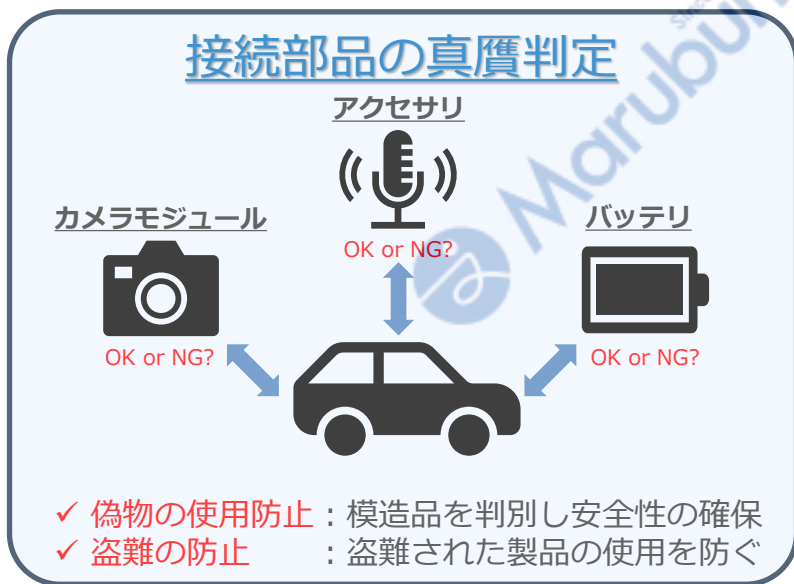 接続部品の真贋判定
アクセサリ
カメラモジュール
バッテリ
OK or NG?
OK or NG?
OK or NG?
✓ 偽物の使用防止：模造品を判別し安全性の確保
✓ 盗難の防止　　：盗難された製品の使用を防ぐ